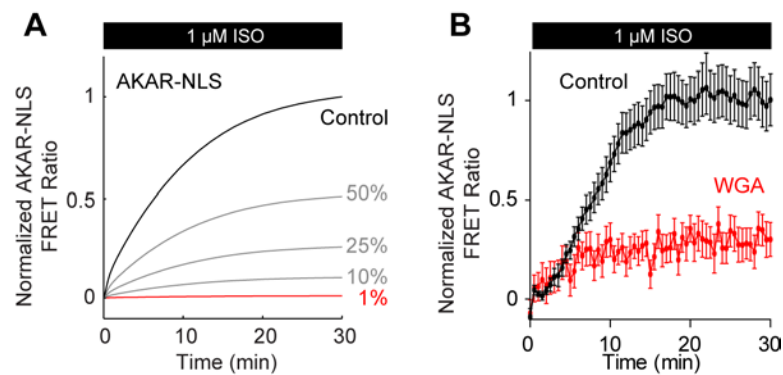 A
1 µM ISO
AKAR-NLS
Control
50%
25%
10%
1%
1
0.5
0
Normalized AKAR-NLS
FRET Ratio
0 10 20 30
Time (min)
B
1 µM ISO
Control
WGA
1
0.5
0
Normalized AKAR-NLS
FRET Ratio
0 10 20 30
Time (min)